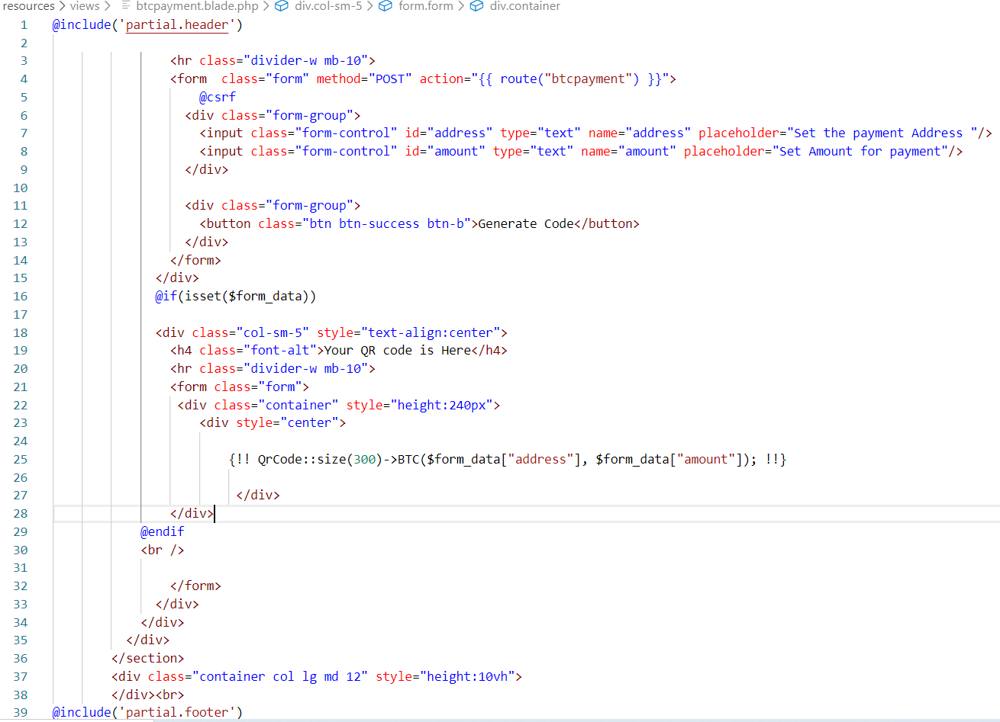 resources > views > btcpayment.blade.php > div.col-sm-5 > form.form > div.container
1 @include('partial.header')
2
3 <hr class="divider-w mb-10">
4 <form  class="form" method="POST" action="{{ route("btcpayment") }}">
5 @csrf
6 <div class="form-group">
7 <input class="form-control" id="address" type="text" name="address" placeholder="Set the payment Address "/>
8 <input class="form-control" id="amount" type="text" name="amount" placeholder="Set Amount for payment"/>
9 </div>
10
11 <div class="form-group">
12 <button class="btn btn-success btn-b">Generate Code</button>
13 </div>
14 </form>
15 </div>
16 @if(isset($form_data))
17
18 <div class="col-sm-5" style="text-align:center">
19 <h4 class="font-alt">Your QR code is Here</h4>
20 <hr class="divider-w mb-10">
21 <form class="form">
22 <div class="container" style="height:240px">
23 <div style="center">
24
25 {!! QrCode::size(300)->BTC($form_data["address"], $form_data["amount"]); !!}
26
27 </div>
28 </div>
29 @endif
30 <br />
31
32 </form>
33 </div>
34 </div>
35 </div>
36 </section>
37 <div class="container col lg md 12" style="height:10vh">
38 </div><br>
39 @include('partial.footer')